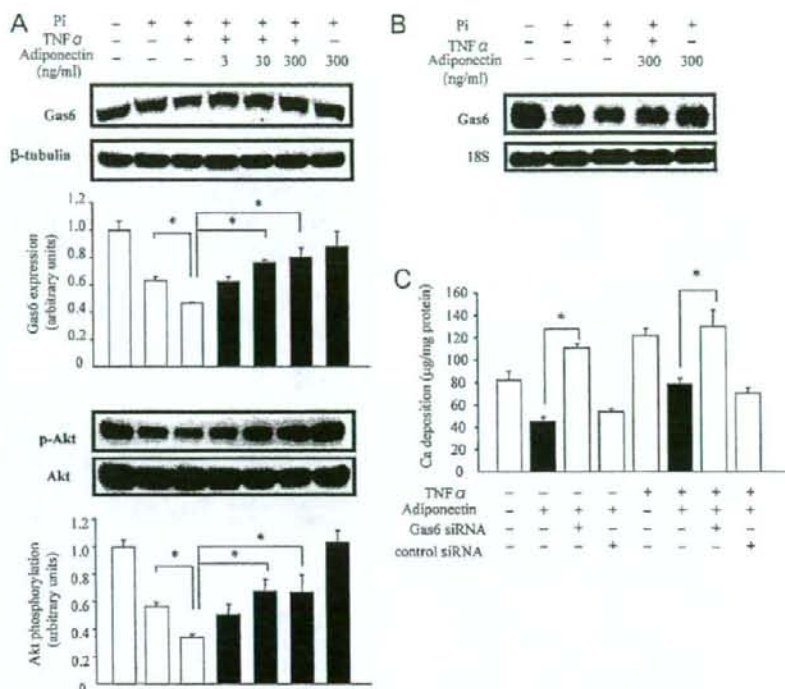 A
Pi − + + + + + +
TNFα − − + + + + −
Adiponectin (ng/ml) − − − 3 30 300 300
Gas6
β-tubulin
Gas6 expression (arbitrary units)
1.2
1.0
0.8
0.6
0.4
0.2
0
* * *
p-Akt
Akt
Akt phosphorylation (arbitrary units)
1.2
1.0
0.8
0.6
0.4
0.2
0
* * *
B
Pi − + + + +
TNFα − − + + −
Adiponectin (ng/ml) − − − 300 300
Gas6
18S
C
Ca deposition (μg/mg protein)
160
140
120
100
80
60
40
20
0
* *
TNFα − − − − + + + +
Adiponectin − + + + − + + +
Gas6 siRNA − − + − − − + −
control siRNA − − − + − − − +